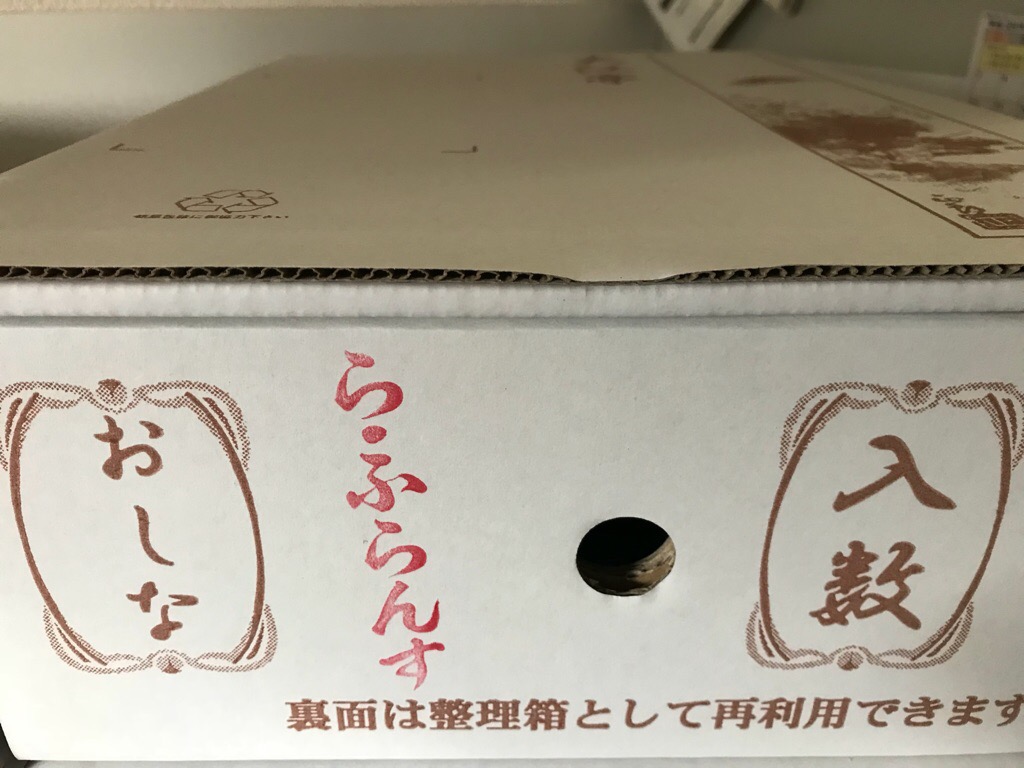 おしな
らふらんす
入数
裏面は整理箱として再利用できます